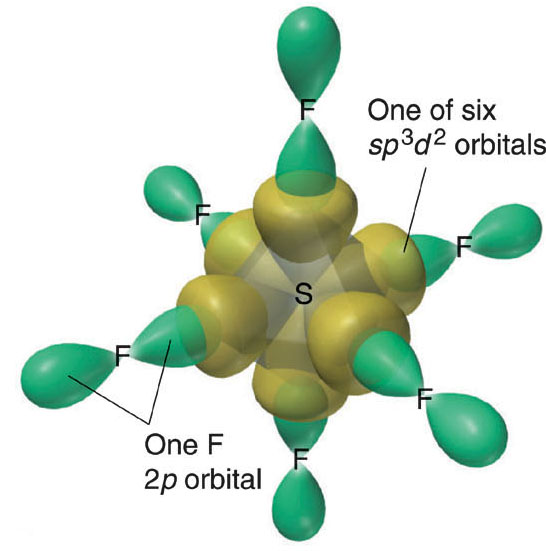 F
One of six
sp³d² orbitals
F
F
S
F
F
One F
2p orbital
F